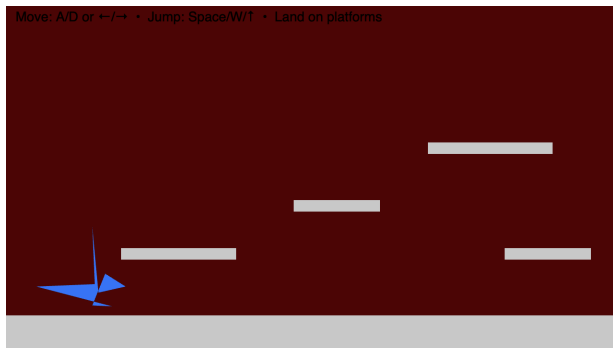 Move: A/D or ←/→ • Jump: Space/W/↑ • Land on platforms